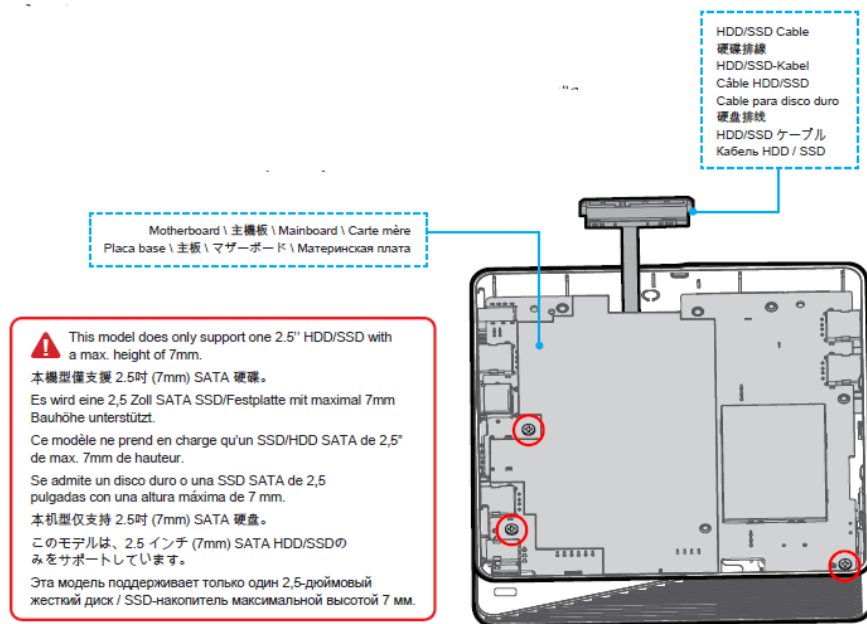 HDD/SSD Cable
硬碟排線
HDD/SSD-Kabel
Câble HDD/SSD
Cable para disco duro
硬盘排线
HDD/SSD ケーブル
Кабель HDD / SSD
Motherboard \ 主機板 \ Mainboard \ Carte mère
Placa base \ 主板 \ マザーボード \ Материнская плата
This model does only support one 2.5'' HDD/SSD with
a max. height of 7mm.
本機型僅支援 2.5吋 (7mm) SATA 硬碟。
Es wird eine 2,5 Zoll SATA SSD/Festplatte mit maximal 7mm
Bauhöhe unterstützt.
Ce modèle ne prend en charge qu'un SSD/HDD SATA de 2,5"
de max. 7mm de hauteur.
Se admite un disco duro o una SSD SATA de 2,5
pulgadas con una altura máxima de 7 mm.
本机型仅支持 2.5吋 (7mm) SATA 硬盘。
このモデルは、2.5 インチ (7mm) SATA HDD/SSDの
みをサポートしています。
Эта модель поддерживает только один 2,5-дюймовый
жесткий диск / SSD-накопитель максимальной высотой 7 мм.